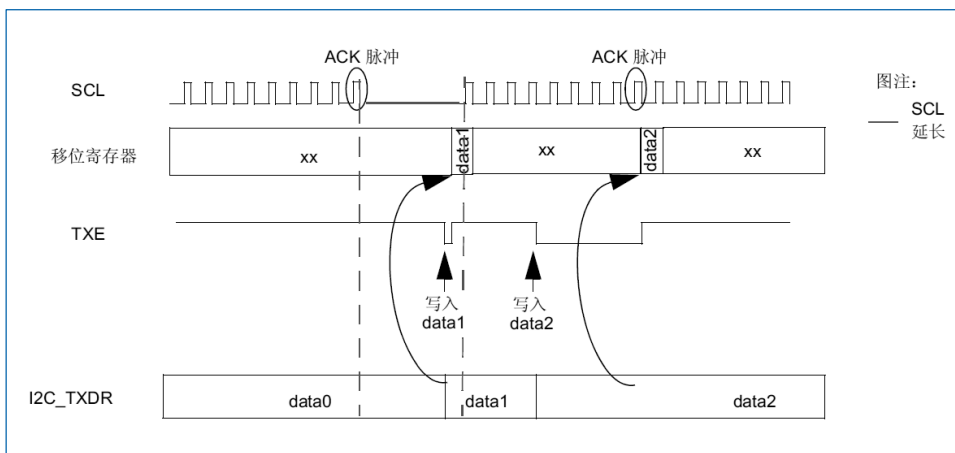 ACK 脉冲
ACK 脉冲
SCL
图注：
SCL
延长
移位寄存器
xx
data1
xx
data2
xx
TXE
写入
data1
写入
data2
I2C_TXDR
data0
data1
data2